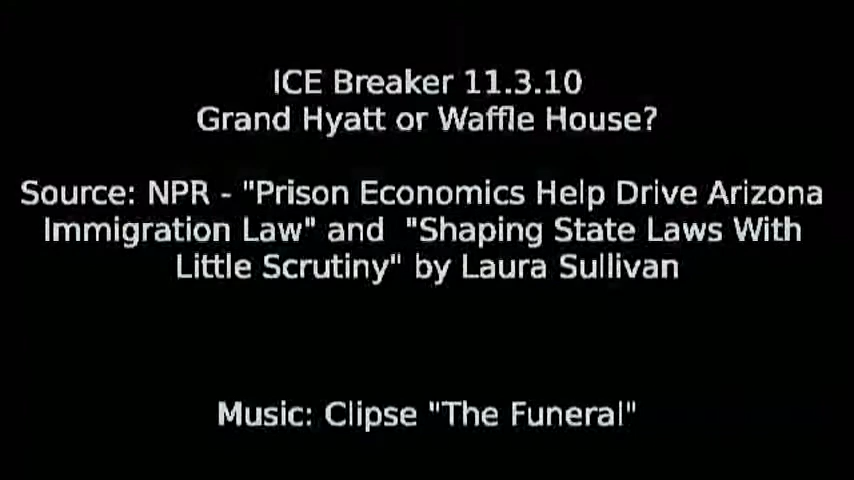 ICE Breaker 11.3.10
Grand Hyatt or Waffle House?
Source: NPR - "Prison Economics Help Drive Arizona
Immigration Law" and  "Shaping State Laws With
Little Scrutiny" by Laura Sullivan
Music: Clipse "The Funeral"